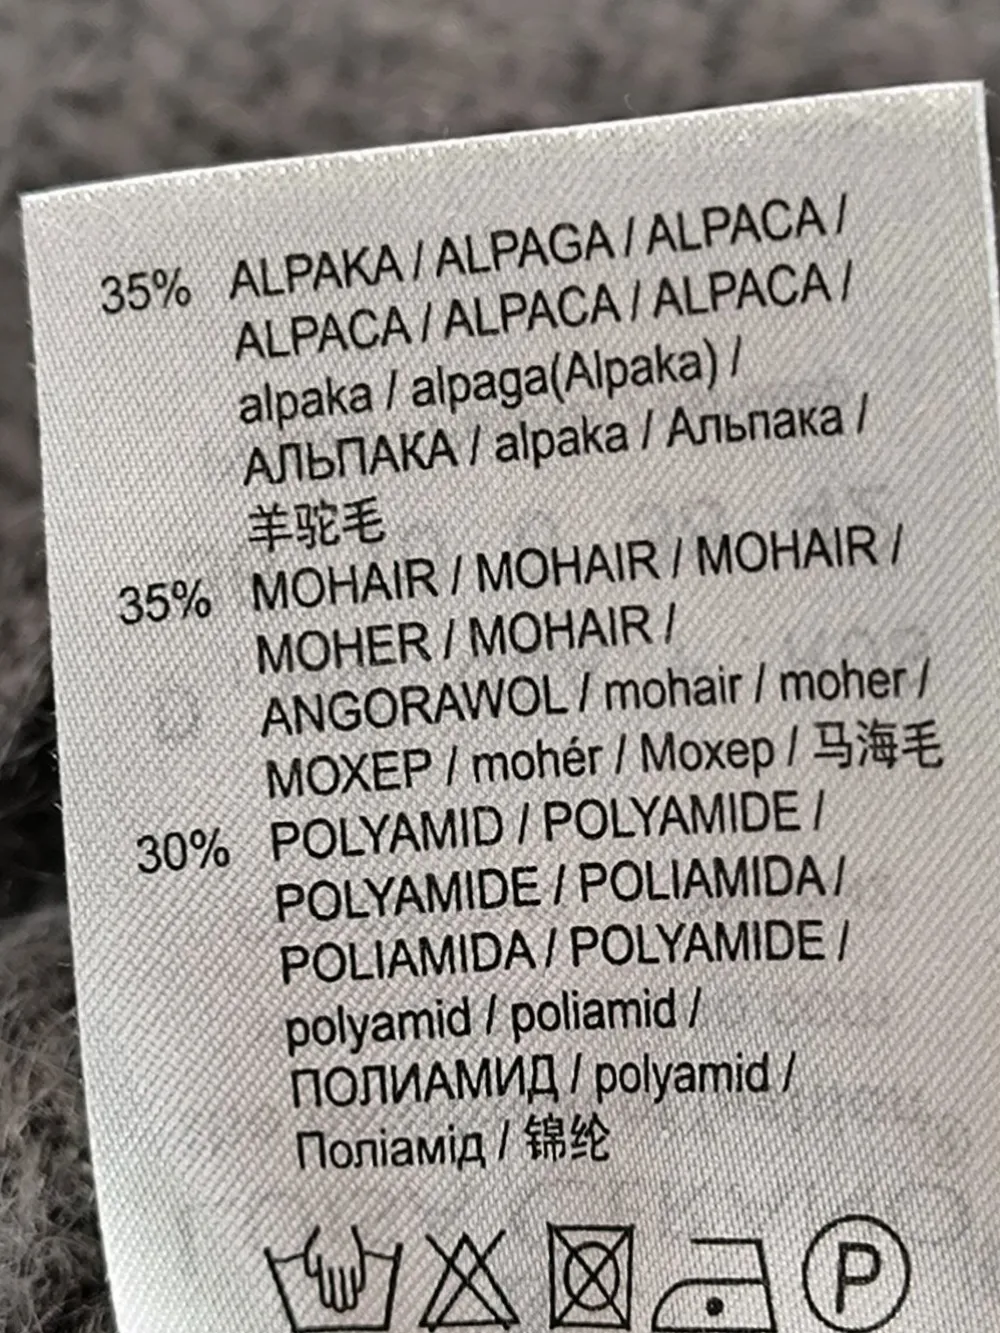 35% ALPAKA / ALPAGA / ALPACA /
ALPACA / ALPACA / ALPACA /
alpaka / alpaga(Alpaka) /
АЛЬПАКА / alpaka / Альпака /
羊驼毛
35% MOHAIR / MOHAIR / MOHAIR /
MOHER / MOHAIR /
ANGORAWOL / mohair / moher /
МОХЕР / mohér / Мохер / 马海毛
30% POLYAMID / POLYAMIDE /
POLYAMIDE / POLIAMIDA /
POLIAMIDA / POLYAMIDE /
polyamid / poliamid /
ПОЛИАМИД / polyamid /
Поліамід / 锦纶
P